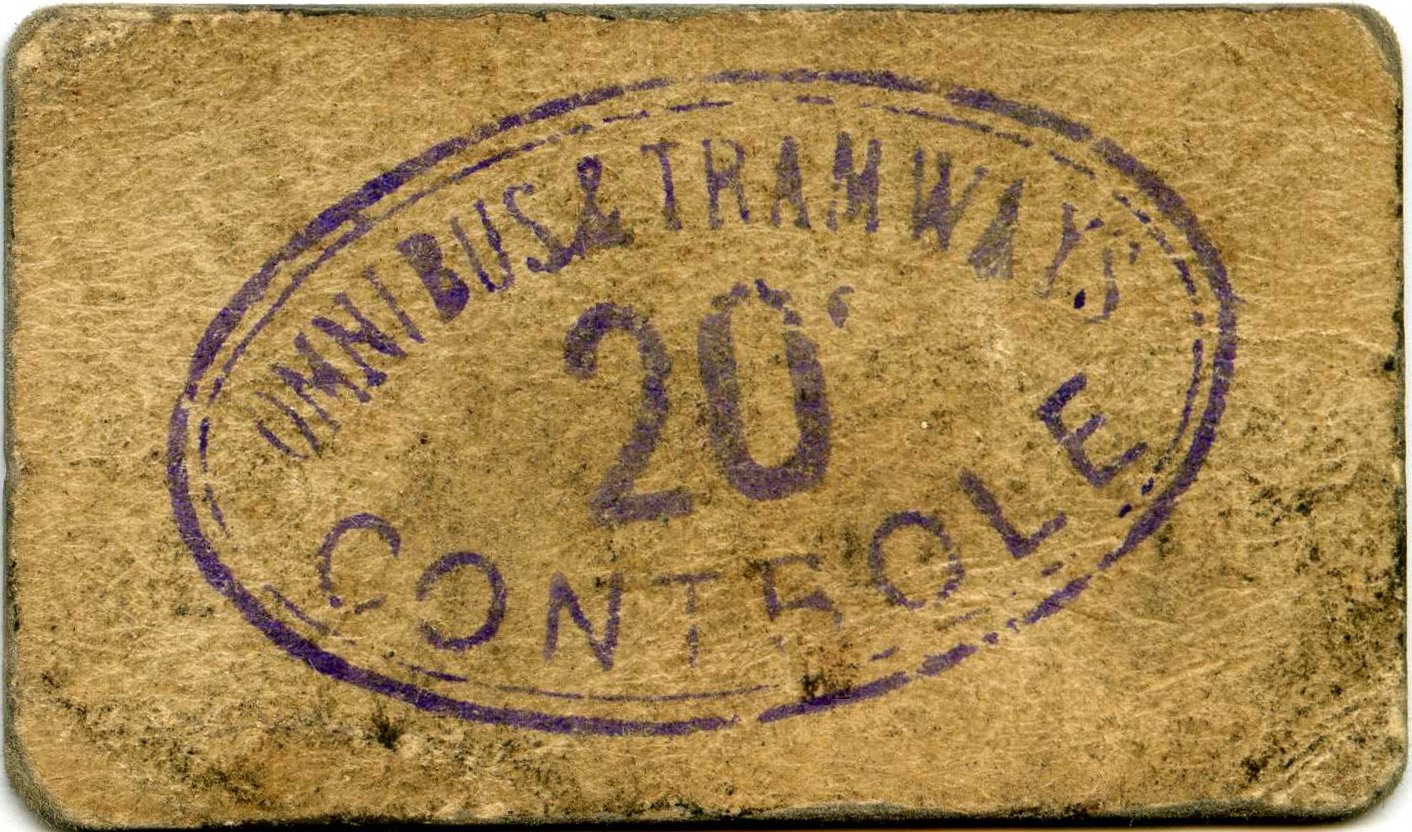 OMNIBUS & TRAMWAYS
20c
CONTROLE